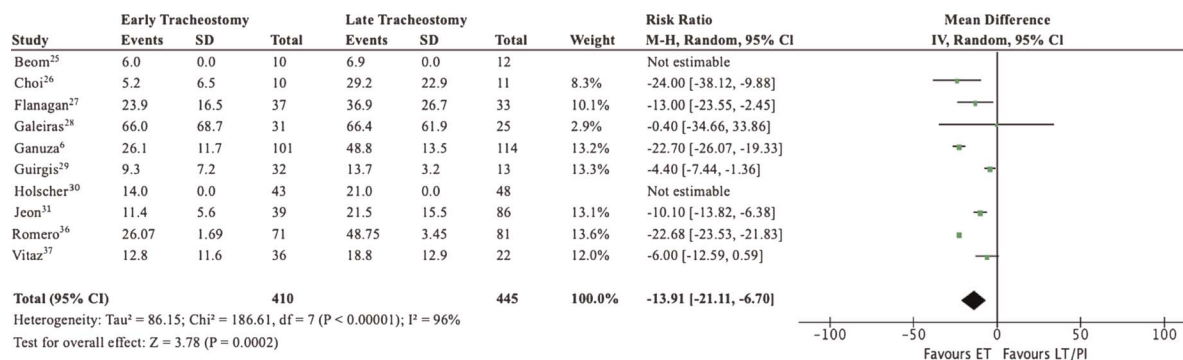 Early Tracheostomy Late Tracheostomy Risk Ratio Mean Difference
Study Events SD Total Events SD Total Weight M-H, Random, 95% CI IV, Random, 95% CI
Beom²⁵ 6.0 0.0 10 6.9 0.0 12 Not estimable
Choi²⁶ 5.2 6.5 10 29.2 22.9 11 8.3% -24.00 [-38.12, -9.88]
Flanagan²⁷ 23.9 16.5 37 36.9 26.7 33 10.1% -13.00 [-23.55, -2.45]
Galeiras²⁸ 66.0 68.7 31 66.4 61.9 25 2.9% -0.40 [-34.66, 33.86]
Ganuza⁶ 26.1 11.7 101 48.8 13.5 114 13.2% -22.70 [-26.07, -19.33]
Guirgis²⁹ 9.3 7.2 32 13.7 3.2 13 13.3% -4.40 [-7.44, -1.36]
Holscher³⁰ 14.0 0.0 43 21.0 0.0 48 Not estimable
Jeon³¹ 11.4 5.6 39 21.5 15.5 86 13.1% -10.10 [-13.82, -6.38]
Romero³⁶ 26.07 1.69 71 48.75 3.45 81 13.6% -22.68 [-23.53, -21.83]
Vitaz³⁷ 12.8 11.6 36 18.8 12.9 22 12.0% -6.00 [-12.59, 0.59]
Total (95% CI) 410 445 100.0% -13.91 [-21.11, -6.70]
Heterogeneity: Tau² = 86.15; Chi² = 186.61, df = 7 (P < 0.00001); I² = 96%
Test for overall effect: Z = 3.78 (P = 0.0002)
-100 -50 0 50 100
Favours ET Favours LT/PI